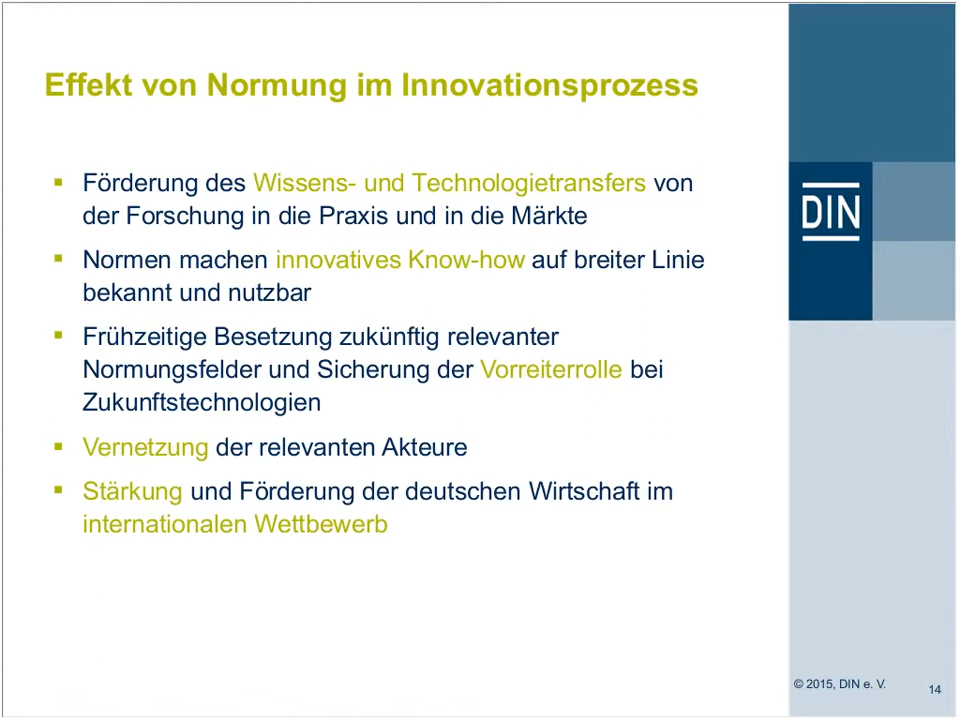 Effekt von Normung im Innovationsprozess
▪ Förderung des Wissens- und Technologietransfers von
der Forschung in die Praxis und in die Märkte
▪ Normen machen innovatives Know-how auf breiter Linie
bekannt und nutzbar
▪ Frühzeitige Besetzung zukünftig relevanter
Normungsfelder und Sicherung der Vorreiterrolle bei
Zukunftstechnologien
▪ Vernetzung der relevanten Akteure
▪ Stärkung und Förderung der deutschen Wirtschaft im
internationalen Wettbewerb
DIN
© 2015, DIN e. V.
14